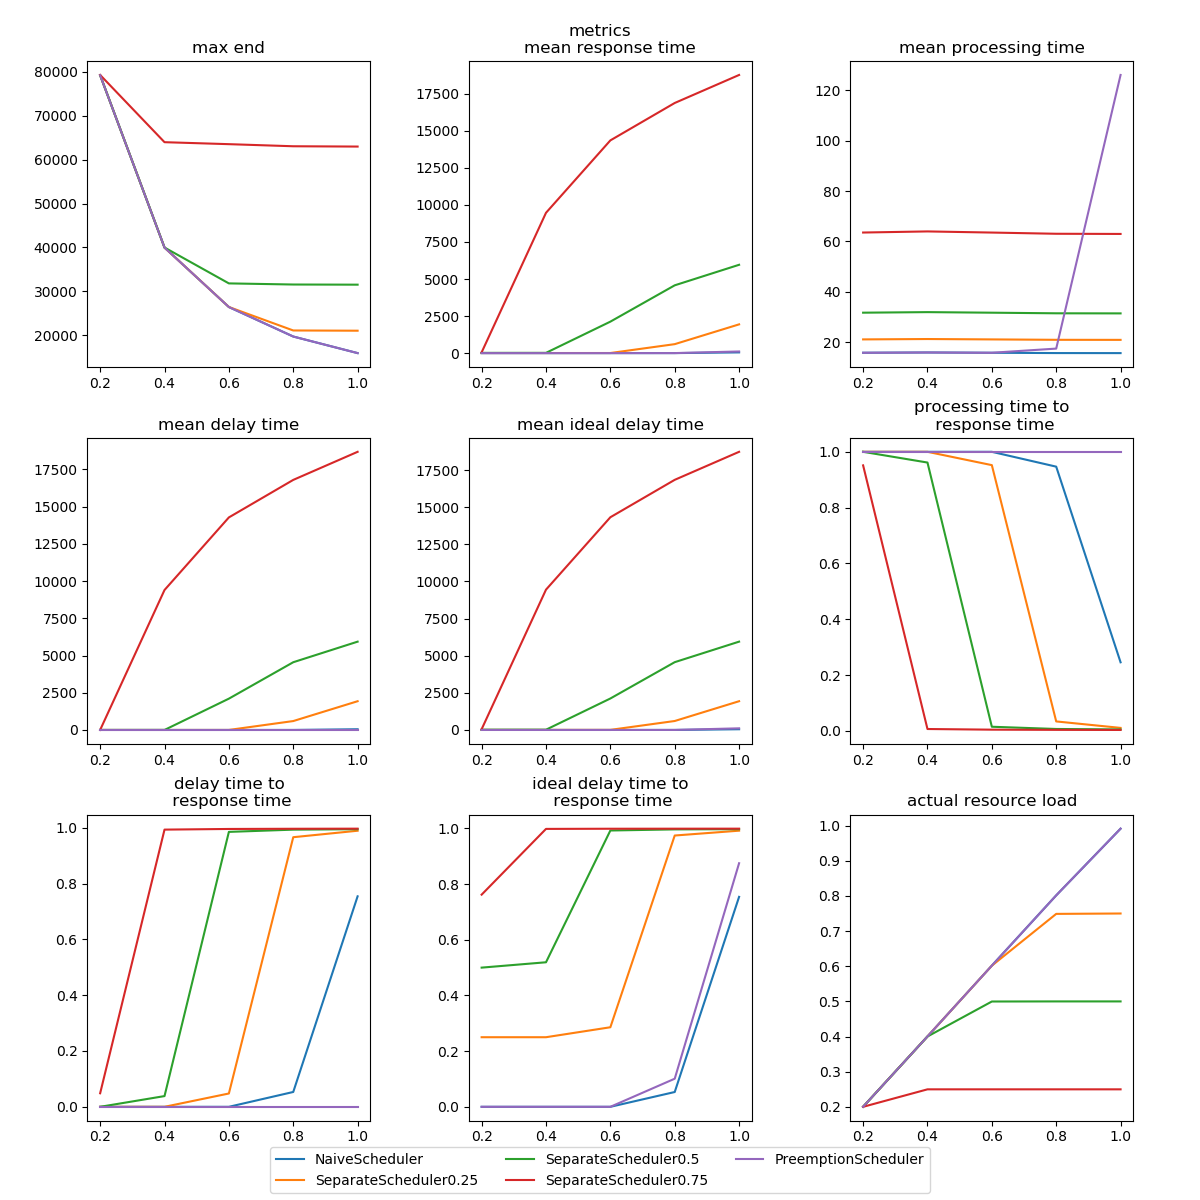 metrics
max end
mean response time
mean processing time
80000
70000
60000
50000
40000
30000
20000
0.2 0.4 0.6 0.8 1.0
17500
15000
12500
10000
7500
5000
2500
0
0.2 0.4 0.6 0.8 1.0
120
100
80
60
40
20
0.2 0.4 0.6 0.8 1.0
mean delay time
mean ideal delay time
processing time to
response time
17500
15000
12500
10000
7500
5000
2500
0
0.2 0.4 0.6 0.8 1.0
17500
15000
12500
10000
7500
5000
2500
0
0.2 0.4 0.6 0.8 1.0
1.0
0.8
0.6
0.4
0.2
0.0
0.2 0.4 0.6 0.8 1.0
delay time to
response time
ideal delay time to
response time
actual resource load
1.0
0.8
0.6
0.4
0.2
0.0
0.2 0.4 0.6 0.8 1.0
1.0
0.8
0.6
0.4
0.2
0.0
0.2 0.4 0.6 0.8 1.0
1.0
0.9
0.8
0.7
0.6
0.5
0.4
0.3
0.2
0.2 0.4 0.6 0.8 1.0
NaiveScheduler
SeparateScheduler0.25
SeparateScheduler0.5
SeparateScheduler0.75
PreemptionScheduler